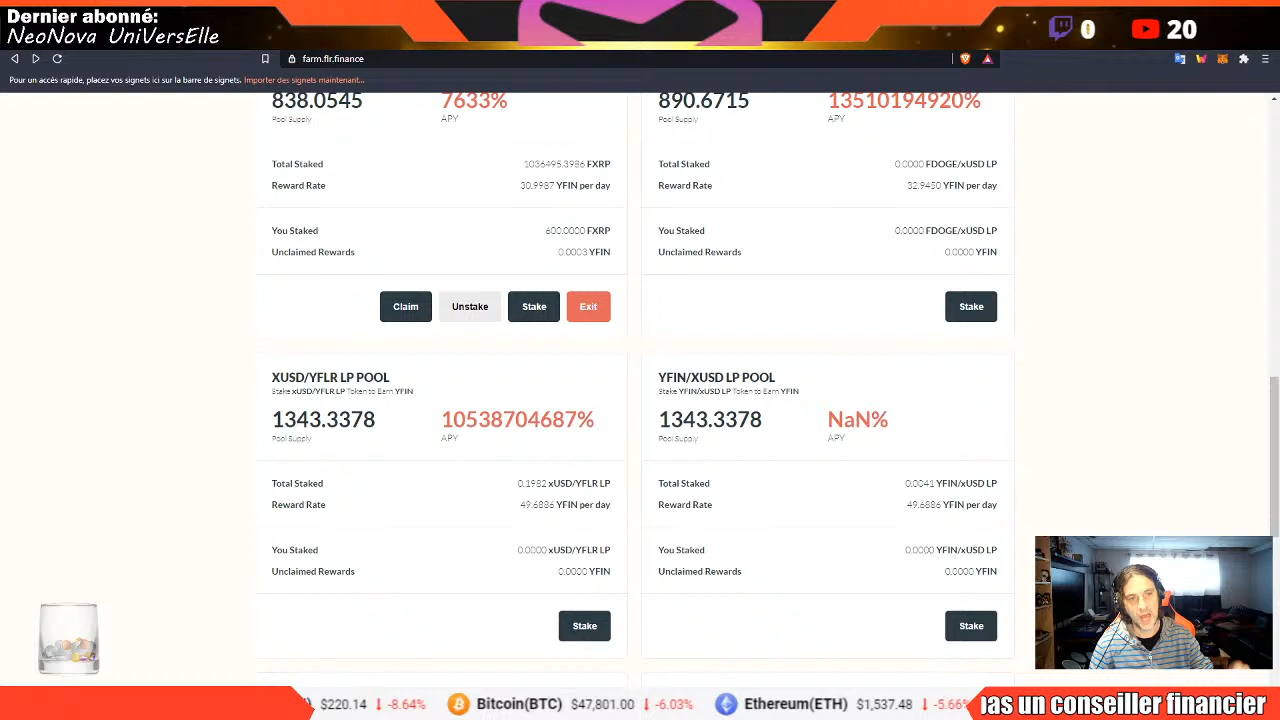 Dernier abonné:
NeoNova UniVersElle
0
20
farm.flr.finance
Pour un accès rapide, placez vos signets ici sur la barre de signets. Importer des signets maintenant...
838.0545
7633%
Pool Supply
APY
Total Staked
1036495.3986 FXRP
Reward Rate
30.9987 YFIN per day
You Staked
600.0000 FXRP
Unclaimed Rewards
0.0003 YFIN
Claim
Unstake
Stake
Exit
890.6715
13510194920%
Pool Supply
APY
Total Staked
0.0000 FDOGE/xUSD LP
Reward Rate
32.9450 YFIN per day
You Staked
0.0000 FDOGE/xUSD LP
Unclaimed Rewards
0.0000 YFIN
Stake
XUSD/YFLR LP POOL
Stake xUSD/YFLR LP Token to Earn YFIN
1343.3378
10538704687%
Pool Supply
APY
Total Staked
0.1982 xUSD/YFLR LP
Reward Rate
49.6886 YFIN per day
You Staked
0.0000 xUSD/YFLR LP
Unclaimed Rewards
0.0000 YFIN
Stake
YFIN/XUSD LP POOL
Stake YFIN/xUSD LP Token to Earn YFIN
1343.3378
NaN%
Pool Supply
APY
Total Staked
0.0041 YFIN/xUSD LP
Reward Rate
49.6886 YFIN per day
You Staked
0.0000 YFIN/xUSD LP
Unclaimed Rewards
0.0000 YFIN
Stake
$220.14 -8.64%
Bitcoin(BTC) $47,801.00 -6.03%
Ethereum(ETH) $1,537.48 -5.66%
pas un conseiller financier